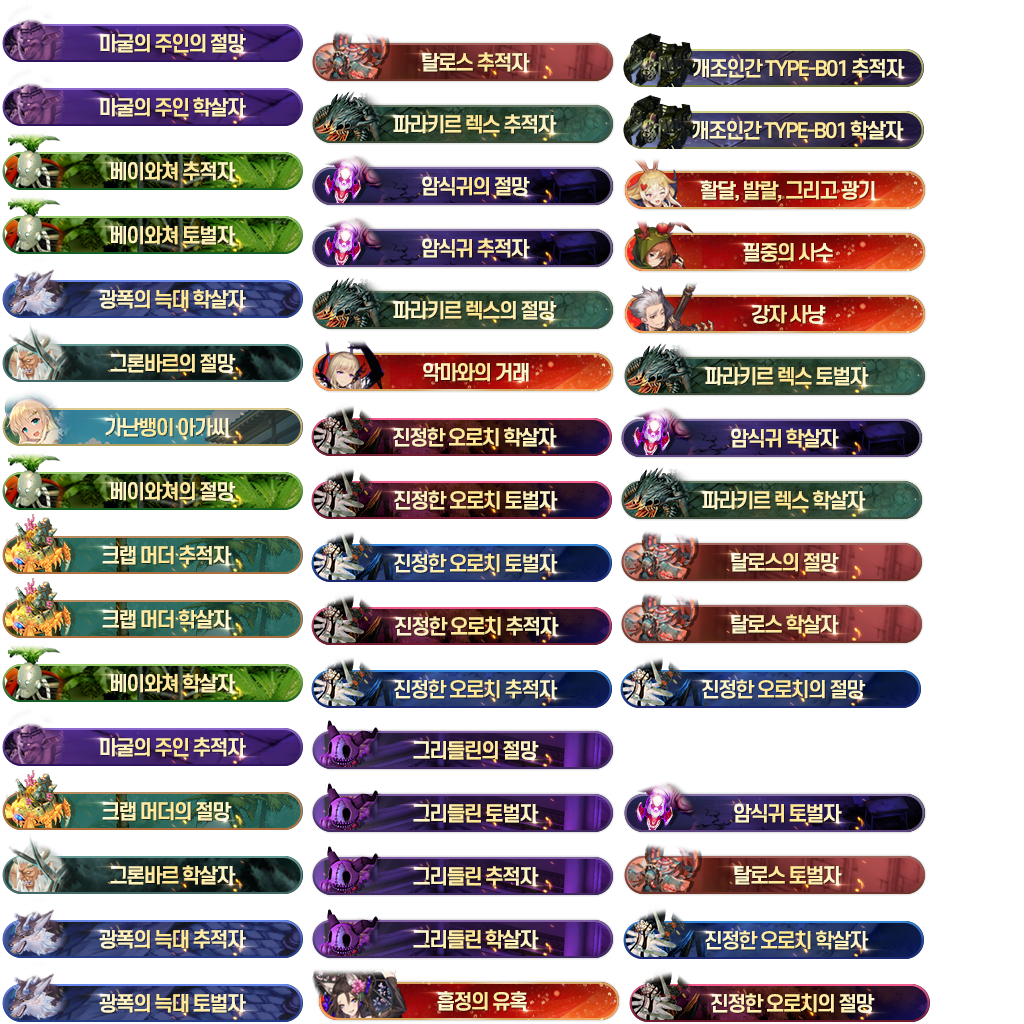 마굴의 주인의 절망
마굴의 주인 학살자
베이와쳐 추적자
베이와쳐 토벌자
광폭의 늑대 학살자
그론바르의 절망
가난뱅이 아가씨
베이와쳐의 절망
크랩 머더 추적자
크랩 머더 학살자
베이와쳐 학살자
마굴의 주인 추적자
크랩 머더의 절망
그론바르 학살자
광폭의 늑대 추적자
광폭의 늑대 토벌자
탈로스 추적자
파라키르 렉스 추적자
암식귀의 절망
암식귀 추적자
파라키르 렉스의 절망
악마와의 거래
진정한 오로치 학살자
진정한 오로치 토벌자
진정한 오로치 토벌자
진정한 오로치 추적자
진정한 오로치 추적자
그리들린의 절망
그리들린 토벌자
그리들린 추적자
그리들린 학살자
흡정의 유혹
개조인간 TYPE-B01 추적자
개조인간 TYPE-B01 학살자
활달, 발랄, 그리고 광기
필중의 사수
강자 사냥
파라키르 렉스 토벌자
암식귀 학살자
파라키르 렉스 학살자
탈로스의 절망
탈로스 학살자
진정한 오로치의 절망
암식귀 토벌자
탈로스 토벌자
진정한 오로치 학살자
진정한 오로치의 절망